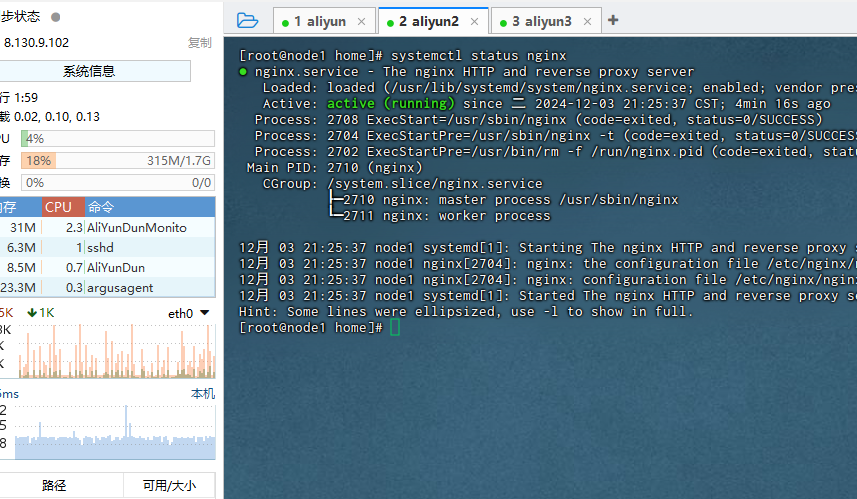 步状态
8.130.9.102 复制
系统信息
行 1:59
载 0.02, 0.10, 0.13
PU 4%
存 18% 315M/1.7G
换 0% 0/0
内存 CPU 命令
31M 2.3 AliYunDunMonito
6.3M 1 sshd
8.5M 0.7 AliYunDun
23.3M 0.3 argusagent
5K 1K eth0
本机
路径 可用/大小
1 aliyun 2 aliyun2 3 aliyun3
[root@node1 home]# systemctl status nginx
● nginx.service - The nginx HTTP and reverse proxy server
Loaded: loaded (/usr/lib/systemd/system/nginx.service; enabled; vendor pres
Active: active (running) since 二 2024-12-03 21:25:37 CST; 4min 16s ago
Process: 2708 ExecStart=/usr/sbin/nginx (code=exited, status=0/SUCCESS)
Process: 2704 ExecStartPre=/usr/sbin/nginx -t (code=exited, status=0/SUCCESS
Process: 2702 ExecStartPre=/usr/bin/rm -f /run/nginx.pid (code=exited, statu
Main PID: 2710 (nginx)
CGroup: /system.slice/nginx.service
├─2710 nginx: master process /usr/sbin/nginx
└─2711 nginx: worker process
12月 03 21:25:37 node1 systemd[1]: Starting The nginx HTTP and reverse proxy s
12月 03 21:25:37 node1 nginx[2704]: nginx: the configuration file /etc/nginx/n
12月 03 21:25:37 node1 nginx[2704]: nginx: configuration file /etc/nginx/nginx
12月 03 21:25:37 node1 systemd[1]: Started The nginx HTTP and reverse proxy se
Hint: Some lines were ellipsized, use -l to show in full.
[root@node1 home]#